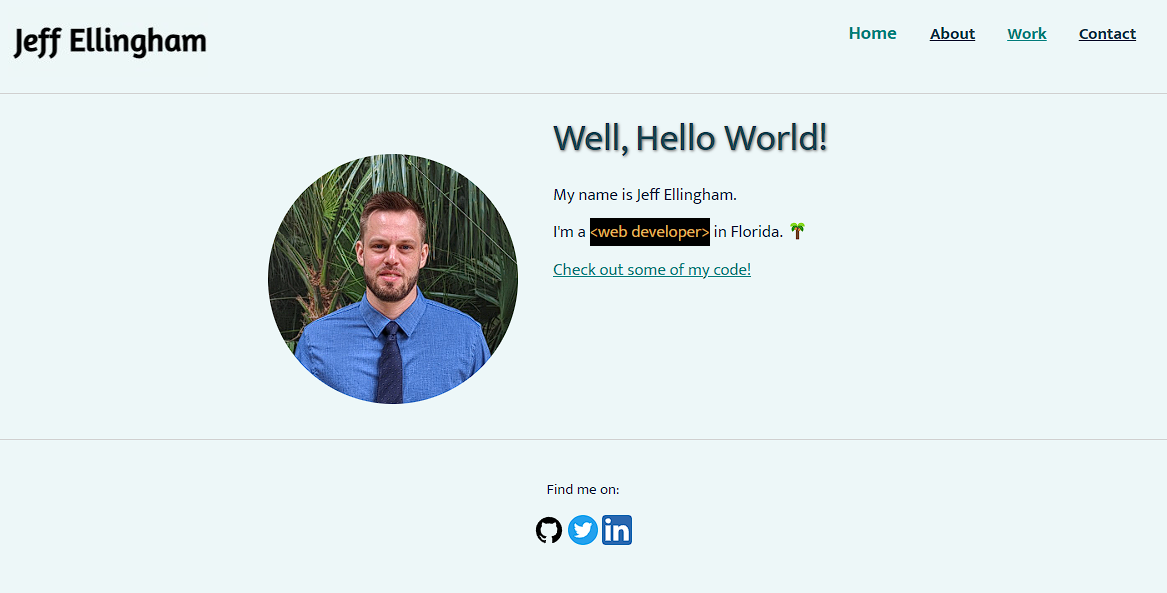 Jeff Ellingham
Home About Work Contact
Well, Hello World!
My name is Jeff Ellingham.
I'm a <web developer> in Florida. 🌴
Check out some of my code!
Find me on:
in